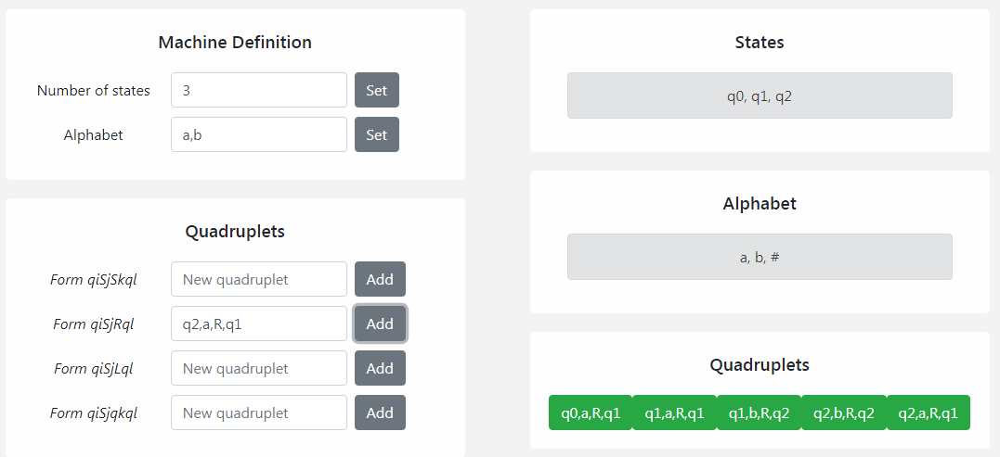 Machine Definition
Number of states 3 Set
Alphabet a,b Set
Quadruplets
Form qiSjSkql New quadruplet Add
Form qiSjRql q2,a,R,q1 Add
Form qiSjLql New quadruplet Add
Form qiSjqkql New quadruplet Add
States
q0, q1, q2
Alphabet
a, b, #
Quadruplets
q0,a,R,q1 q1,a,R,q1 q1,b,R,q2 q2,b,R,q2 q2,a,R,q1